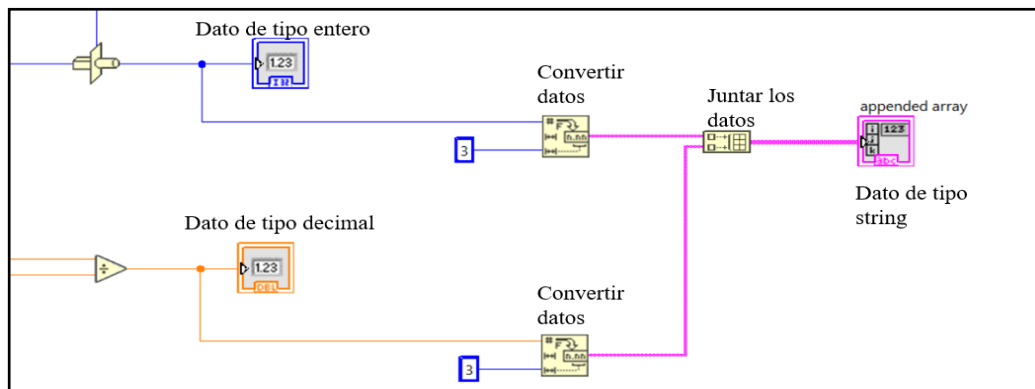 Dato de tipo entero
1.23
I32
Convertir
datos
3
Juntar los
datos
appended array
i
j
k
123
abc
Dato de tipo
string
Dato de tipo decimal
1.23
DBL
Convertir
datos
3